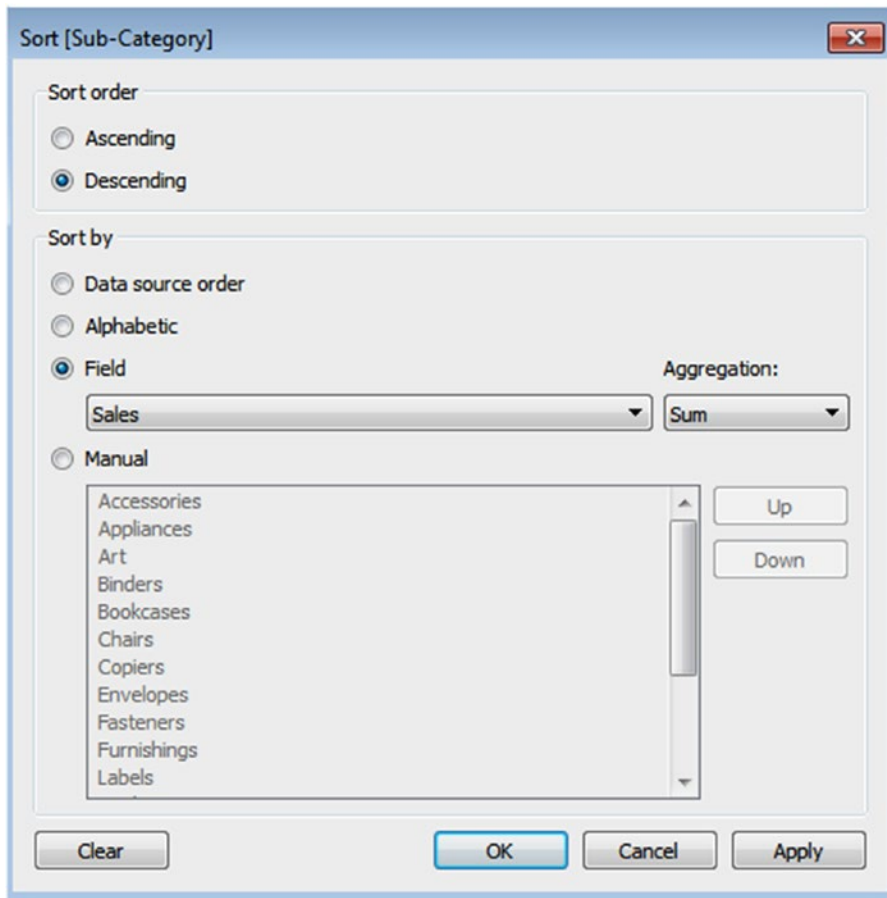 Sort [Sub-Category]
Sort order
Ascending
Descending
Sort by
Data source order
Alphabetic
Field
Aggregation:
Sales
Sum
Manual
Accessories
Appliances
Art
Binders
Bookcases
Chairs
Copiers
Envelopes
Fasteners
Furnishings
Labels
Up
Down
Clear
OK
Cancel
Apply